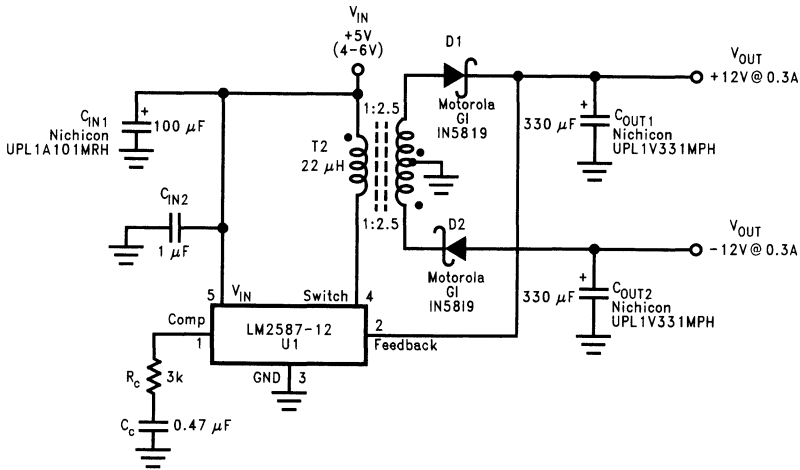 V_IN
+5V
(4-6V)
D1
V_OUT
+12V@0.3A
C_IN1
Nichicon
UPL1A101MRH
+
100 μF
1:2.5
T2
22 μH
1:2.5
Motorola
GI
IN5819
+
330 μF
C_OUT1
Nichicon
UPL1V331MPH
C_IN2
1 μF
D2
Motorola
GI
IN5819
V_OUT
-12V@0.3A
+
330 μF
C_OUT2
Nichicon
UPL1V331MPH
5
V_IN
Switch
4
Comp
1
LM2587-12
U1
2
Feedback
GND
3
R_c
3k
C_c
0.47 μF